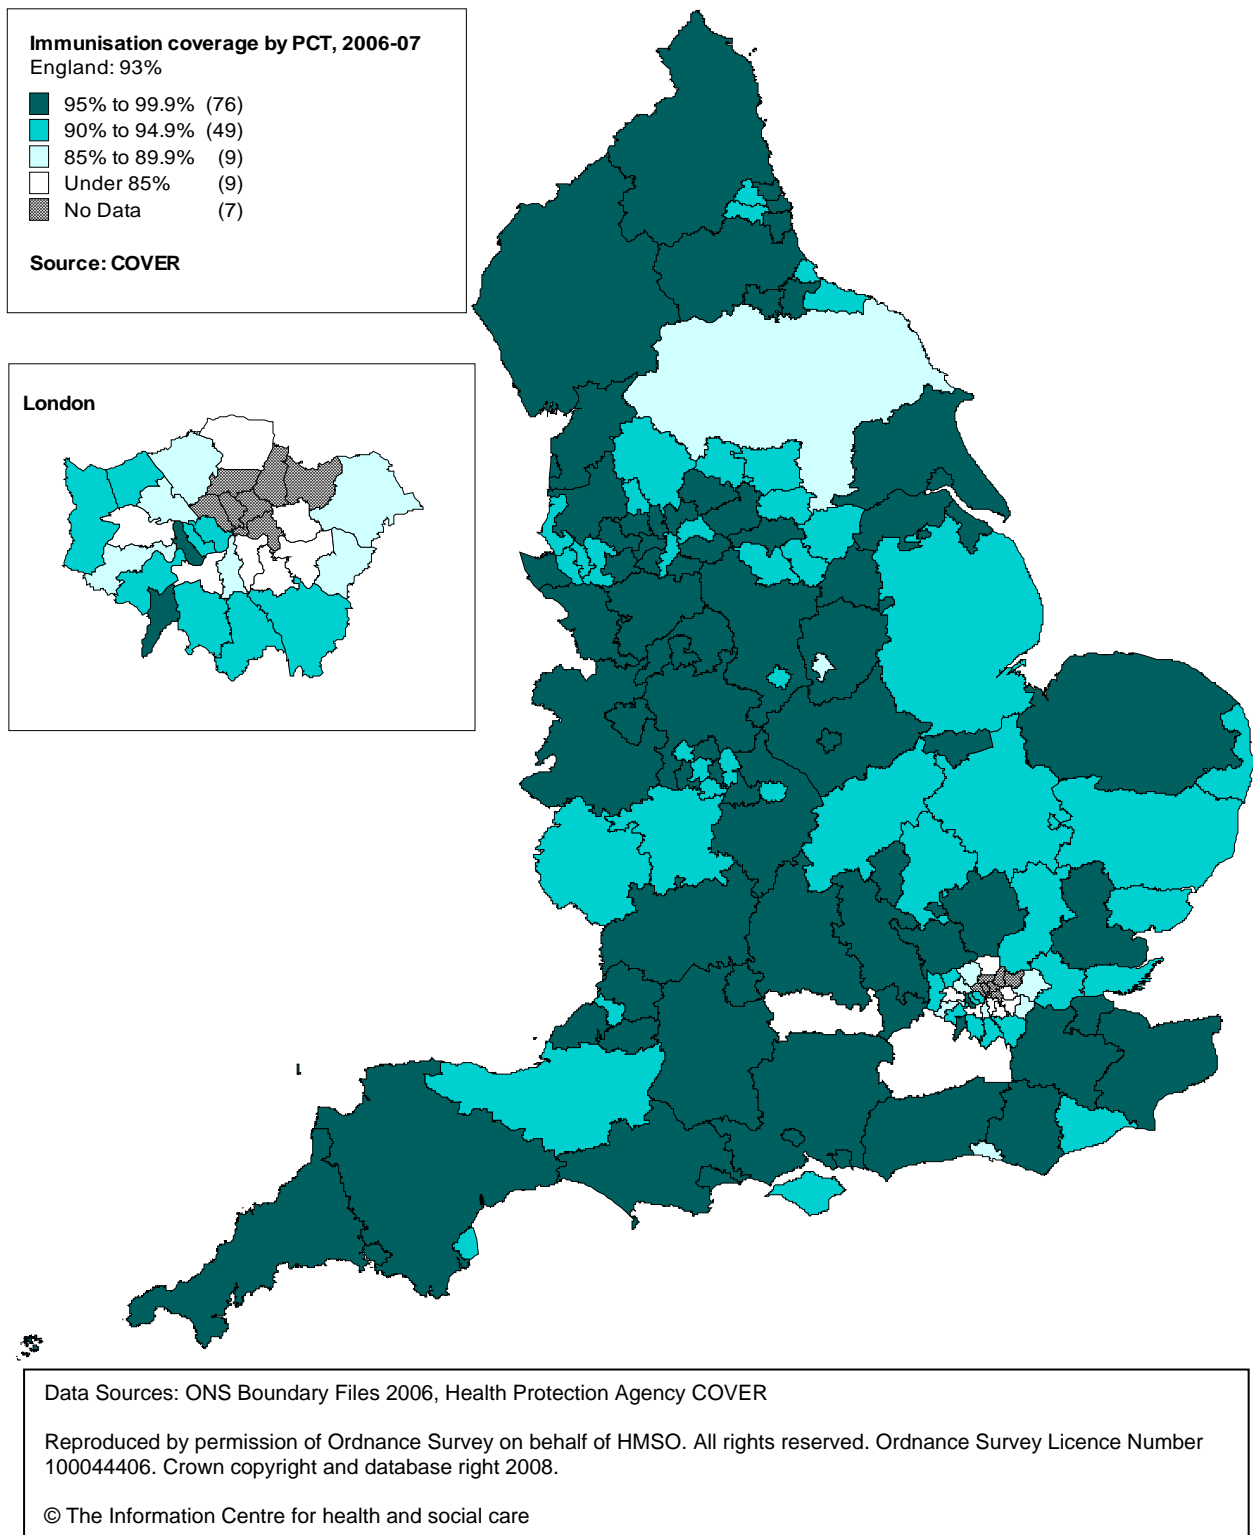 Immunisation coverage by PCT, 2006-07
England: 93%
95% to 99.9% (76)
90% to 94.9% (49)
85% to 89.9% (9)
Under 85% (9)
No Data (7)
Source: COVER
London
Data Sources: ONS Boundary Files 2006, Health Protection Agency COVER
Reproduced by permission of Ordnance Survey on behalf of HMSO. All rights reserved. Ordnance Survey Licence Number
100044406. Crown copyright and database right 2008.
© The Information Centre for health and social care